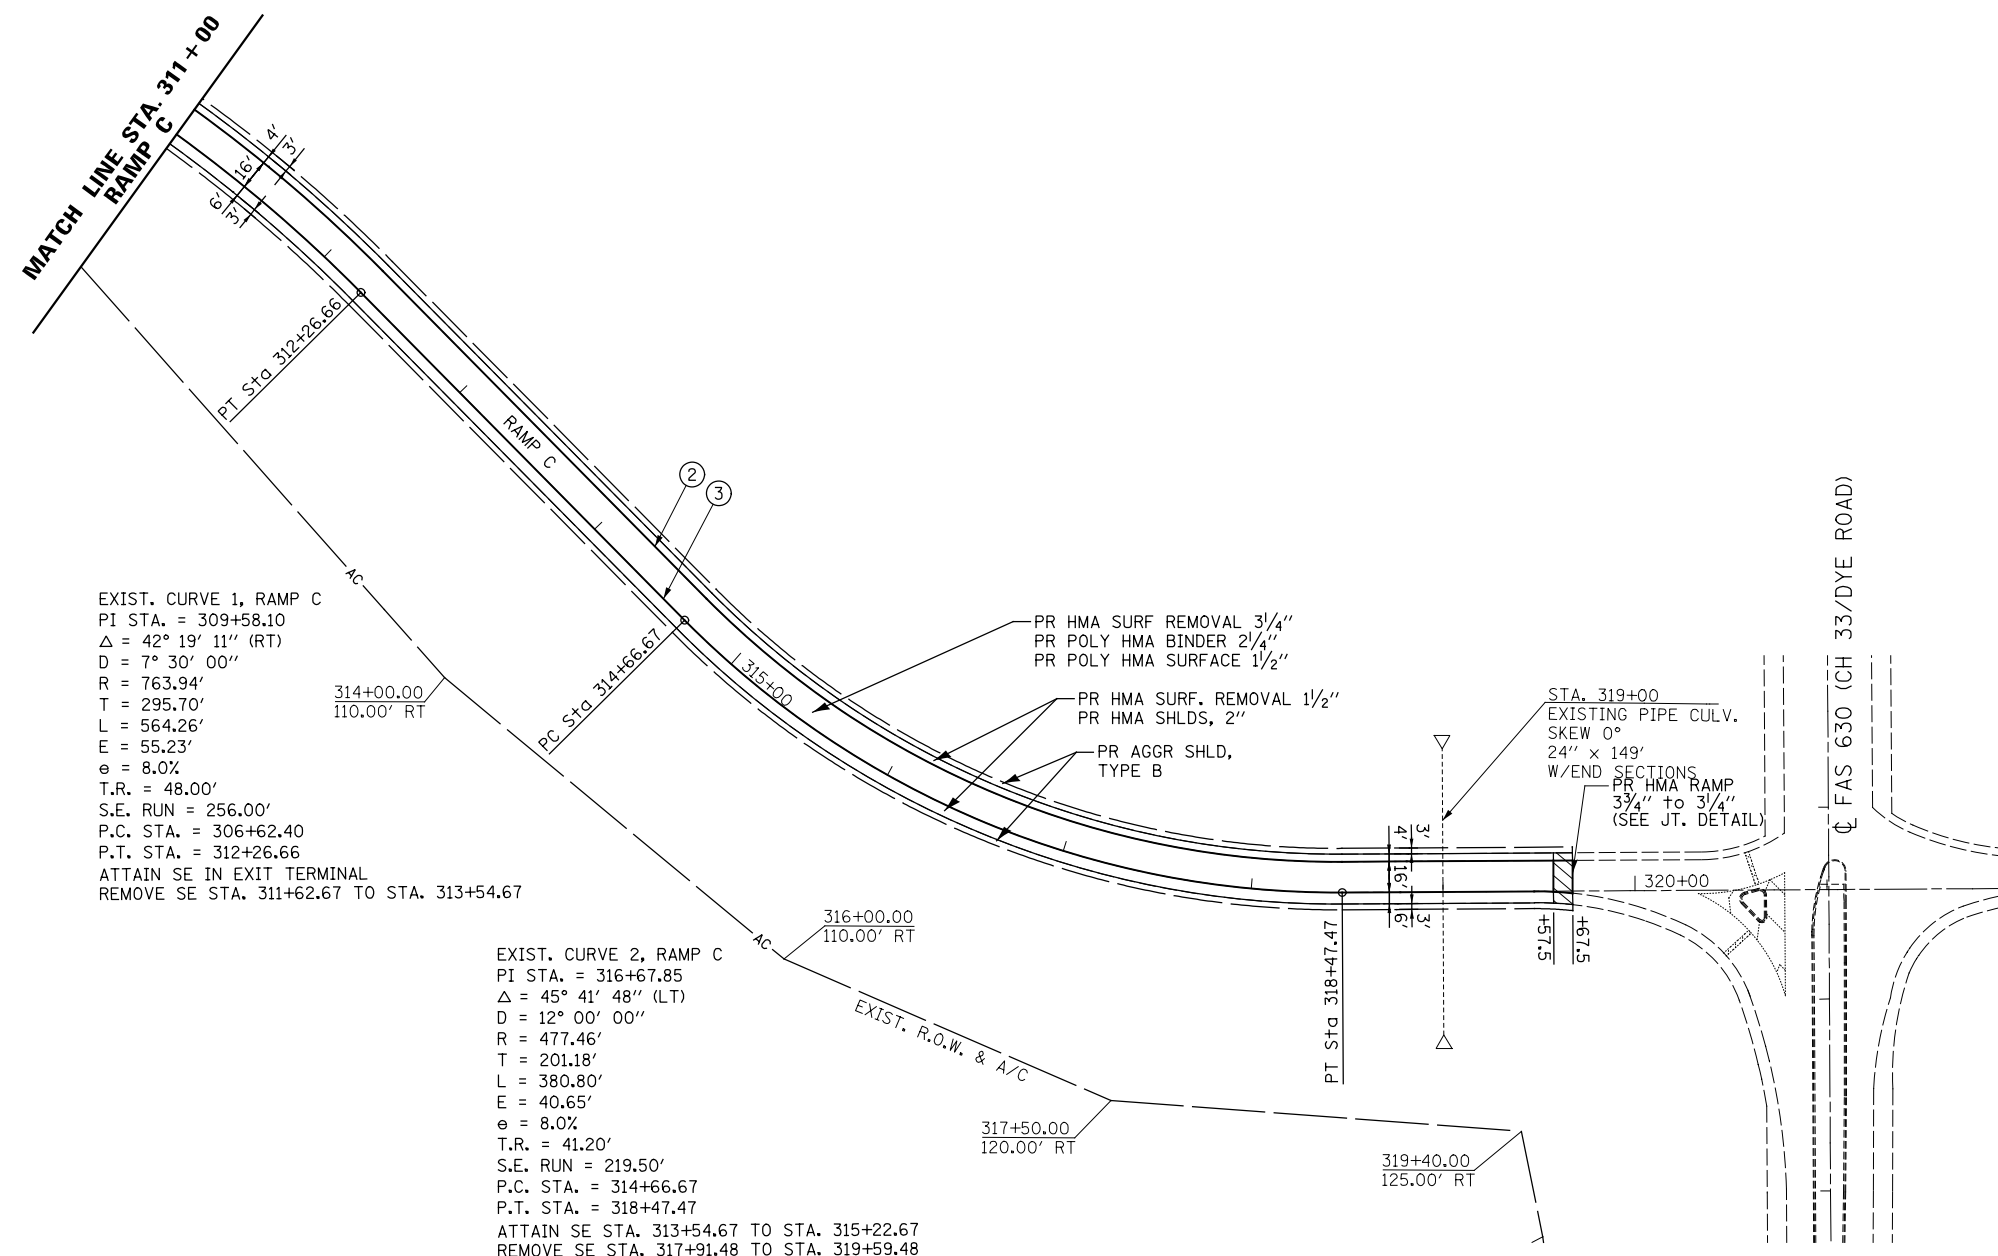 MATCH LINE STA. 311+00
RAMP C
4'
3'
16'
6'
3'
PT Sta 312+26.66
RAMP C
2
3
AC
EXIST. CURVE 1, RAMP C
PI STA. = 309+58.10
△ = 42° 19' 11'' (RT)
D = 7° 30' 00''
R = 763.94'
T = 295.70'
L = 564.26'
E = 55.23'
e = 8.0%
T.R. = 48.00'
S.E. RUN = 256.00'
P.C. STA. = 306+62.40
P.T. STA. = 312+26.66
ATTAIN SE IN EXIT TERMINAL
REMOVE SE STA. 311+62.67 TO STA. 313+54.67
314+00.00
110.00' RT
PC Sta 314+66.67
315+00
PR HMA SURF REMOVAL 3 1/4''
PR POLY HMA BINDER 2 1/4''
PR POLY HMA SURFACE 1 1/2''
PR HMA SURF. REMOVAL 1 1/2''
PR HMA SHLDS, 2''
PR AGGR SHLD,
TYPE B
STA. 319+00
EXISTING PIPE CULV.
SKEW 0°
24'' x 149'
W/END SECTIONS
PR HMA RAMP
3 3/4'' to 3 1/4''
(SEE JT. DETAIL)
℄ FAS 630 (CH 33/DYE ROAD)
4'
3'
16'
6'
3'
320+00
+57.5
+67.5
PT Sta 318+47.47
316+00.00
110.00' RT
AC
EXIST. R.O.W. & A/C
EXIST. CURVE 2, RAMP C
PI STA. = 316+67.85
△ = 45° 41' 48'' (LT)
D = 12° 00' 00''
R = 477.46'
T = 201.18'
L = 380.80'
E = 40.65'
e = 8.0%
T.R. = 41.20'
S.E. RUN = 219.50'
P.C. STA. = 314+66.67
P.T. STA. = 318+47.47
ATTAIN SE STA. 313+54.67 TO STA. 315+22.67
REMOVE SE STA. 317+91.48 TO STA. 319+59.48
317+50.00
120.00' RT
319+40.00
125.00' RT